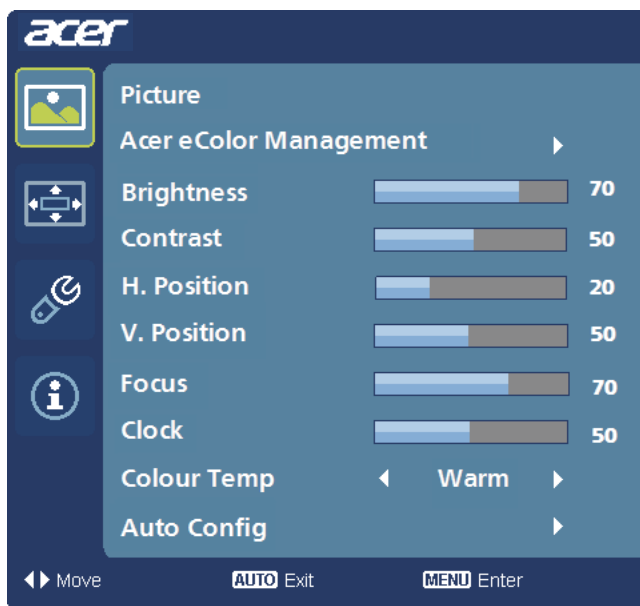 acer
Picture
Acer eColor Management
Brightness 70
Contrast 50
H. Position 20
V. Position 50
Focus 70
Clock 50
Colour Temp Warm
Auto Config
Move AUTO Exit MENU Enter